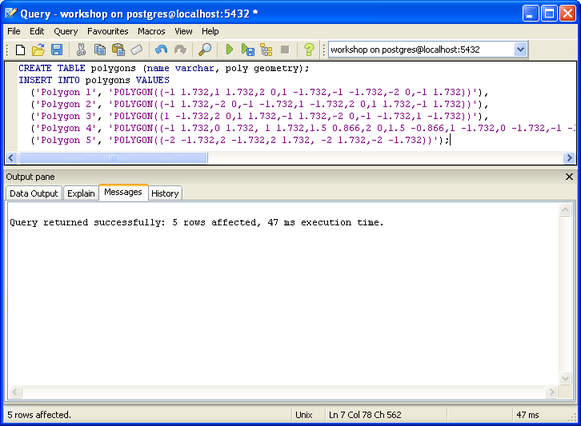 Query - workshop on postgres@localhost:5432 *
File Edit Query Favourites Macros View Help
workshop on postgres@localhost:5432
CREATE TABLE polygons (name varchar, poly geometry);
INSERT INTO polygons VALUES
('Polygon 1', 'POLYGON((-1 1.732,1 1.732,2 0,1 -1.732,-1 -1.732,-2 0,-1 1.732))'),
('Polygon 2', 'POLYGON((-1 1.732,-2 0,-1 -1.732,1 -1.732,2 0,1 1.732,-1 1.732))'),
('Polygon 3', 'POLYGON((1 -1.732,2 0,1 1.732,-1 1.732,-2 0,-1 -1.732,1 -1.732))'),
('Polygon 4', 'POLYGON((-1 1.732,0 1.732, 1 1.732,1.5 0.866,2 0,1.5 -0.866,1 -1.732,0 -1.732,-1 -
('Polygon 5', 'POLYGON((-2 -1.732,2 -1.732,2 1.732, -2 1.732,-2 -1.732))');
Output pane
Data Output Explain Messages History
Query returned successfully: 5 rows affected, 47 ms execution time.
5 rows affected. Unix Ln 7 Col 78 Ch 562 47 ms